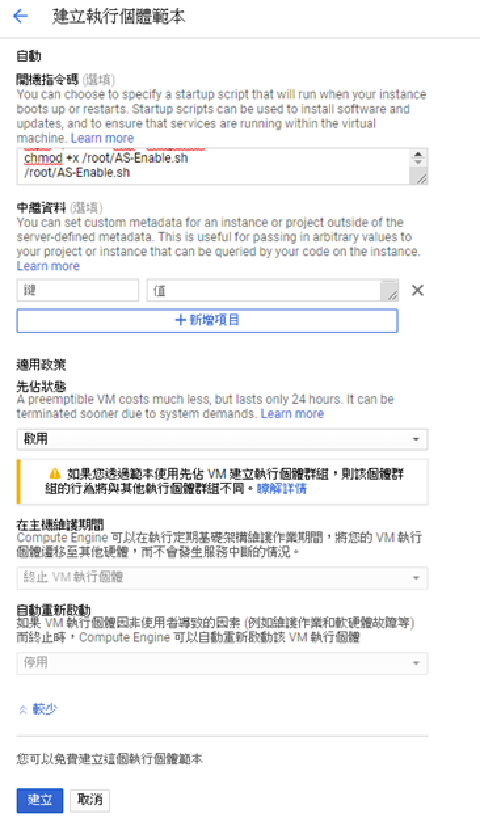 建立執行個體範本
自動
開機指令碼 (選填)
You can choose to specify a startup script that will run when your instance
boots up or restarts. Startup scripts can be used to install software and
updates, and to ensure that services are running within the virtual
machine. Learn more
chmod +x /root/AS-Enable.sh
/root/AS-Enable.sh
中繼資料 (選填)
You can set custom metadata for an instance or project outside of the
server-defined metadata. This is useful for passing in arbitrary values to
your project or instance that can be queried by your code on the instance.
Learn more
鍵 值
+ 新增項目
適用政策
先佔狀態
A preemptible VM costs much less, but lasts only 24 hours. It can be
terminated sooner due to system demands. Learn more
啟用
如果您透過範本使用先佔 VM 建立執行個體群組，則該個體群
組的行為將與其他執行個體群組不同。瞭解詳情
在主機維護期間
Compute Engine 可以在執行定期基礎架構維護作業期間，將您的 VM 執行
個體遷移至其他硬體，而不會發生服務中斷的情況。
終止 VM 執行個體
自動重新啟動
如果 VM 執行個體因非使用者導致的因素 (例如維護作業和軟硬體故障等)
而終止時，Compute Engine 可以自動重新啟動該 VM 執行個體
停用
較少
您可以免費建立這個執行個體範本
建立 取消